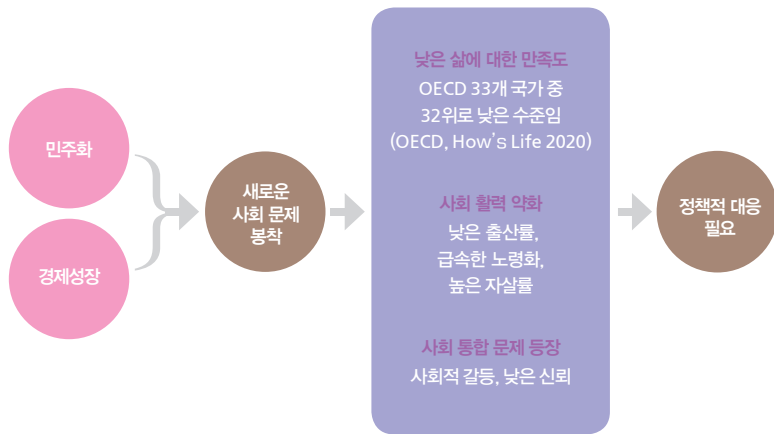 민주화
경제성장
새로운
사회 문제
봉착
낮은 삶에 대한 만족도
OECD 33개 국가 중
32위로 낮은 수준임
(OECD, How's Life 2020)
사회 활력 약화
낮은 출산률,
급속한 노령화,
높은 자살률
사회 통합 문제 등장
사회적 갈등, 낮은 신뢰
정책적 대응
필요